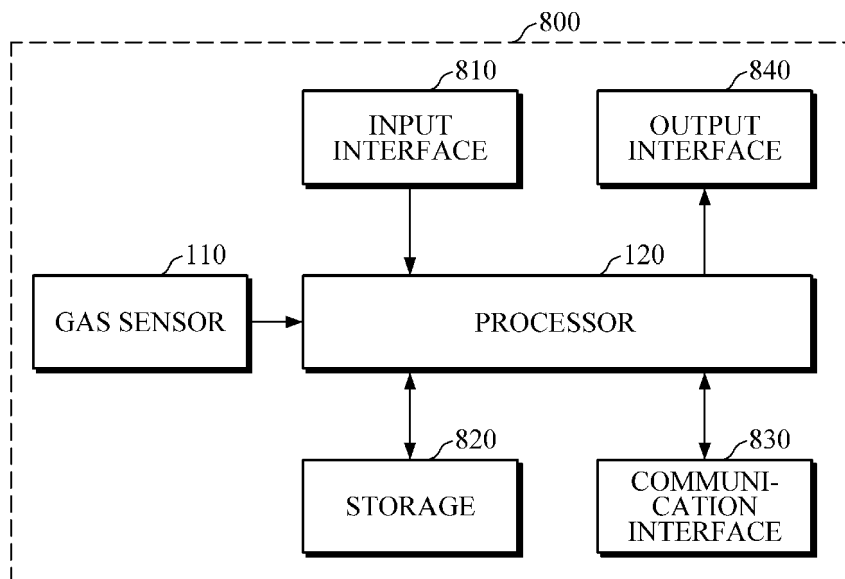 800
810
INPUT
INTERFACE
840
OUTPUT
INTERFACE
110
GAS SENSOR
120
PROCESSOR
820
STORAGE
830
COMMUNI-
CATION
INTERFACE